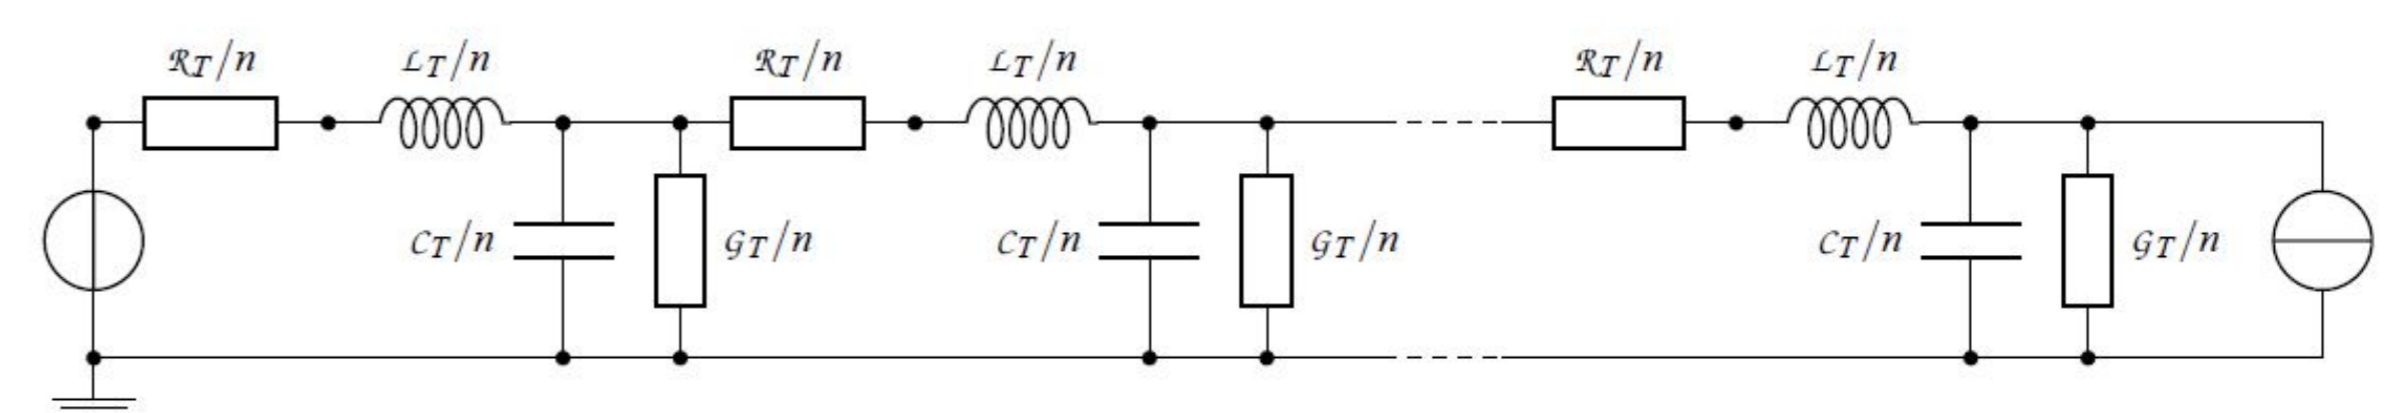 ℛT/n ℒT/n ℛT/n ℒT/n ℛT/n ℒT/n
𝒞T/n 𝒢T/n 𝒞T/n 𝒢T/n 𝒞T/n 𝒢T/n